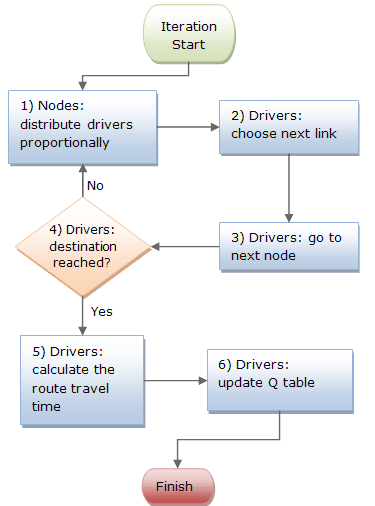 Iteration
Start
1) Nodes:
distribute drivers
proportionally
2) Drivers:
choose next link
3) Drivers: go to
next node
No
4) Drivers:
destination
reached?
Yes
5) Drivers:
calculate the
route travel
time
6) Drivers:
update Q table
Finish